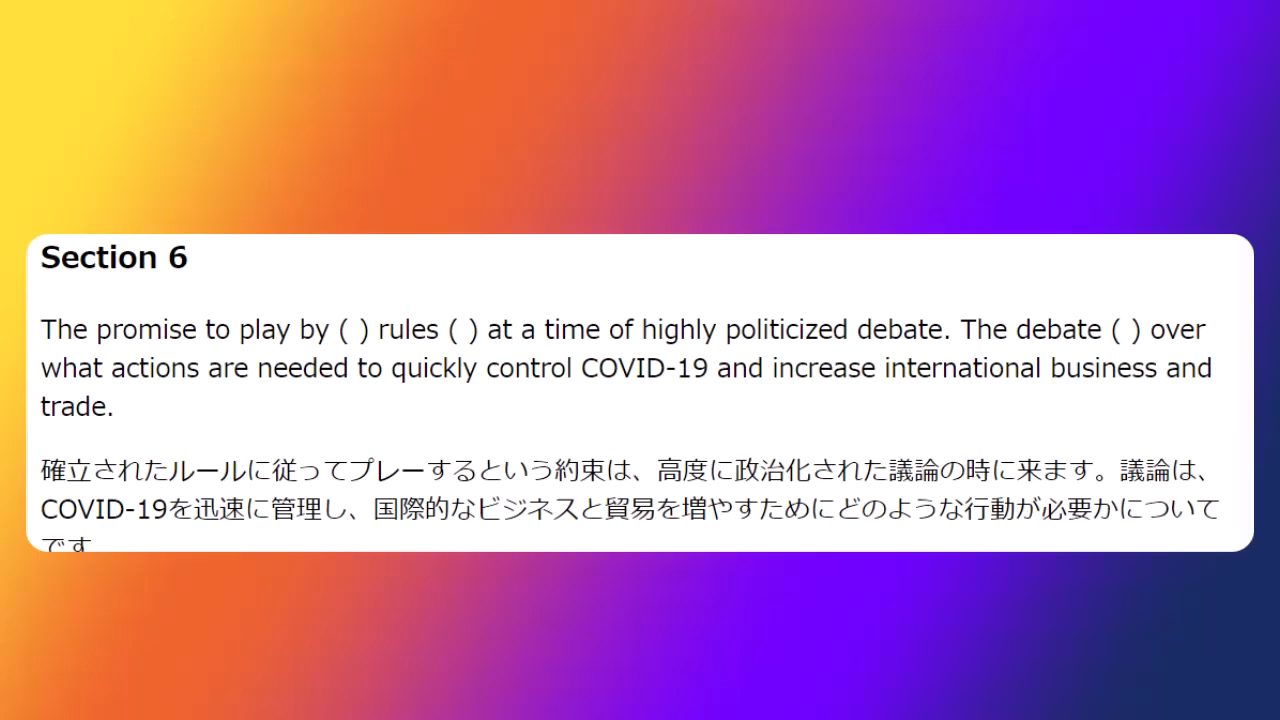 Section 6
The promise to play by ( ) rules ( ) at a time of highly politicized debate. The debate ( ) over
what actions are needed to quickly control COVID-19 and increase international business and
trade.
確立されたルールに従ってプレーするという約束は、高度に政治化された議論の時に来ます。議論は、
COVID-19を迅速に管理し、国際的なビジネスと貿易を増やすためにどのような行動が必要かについて
です